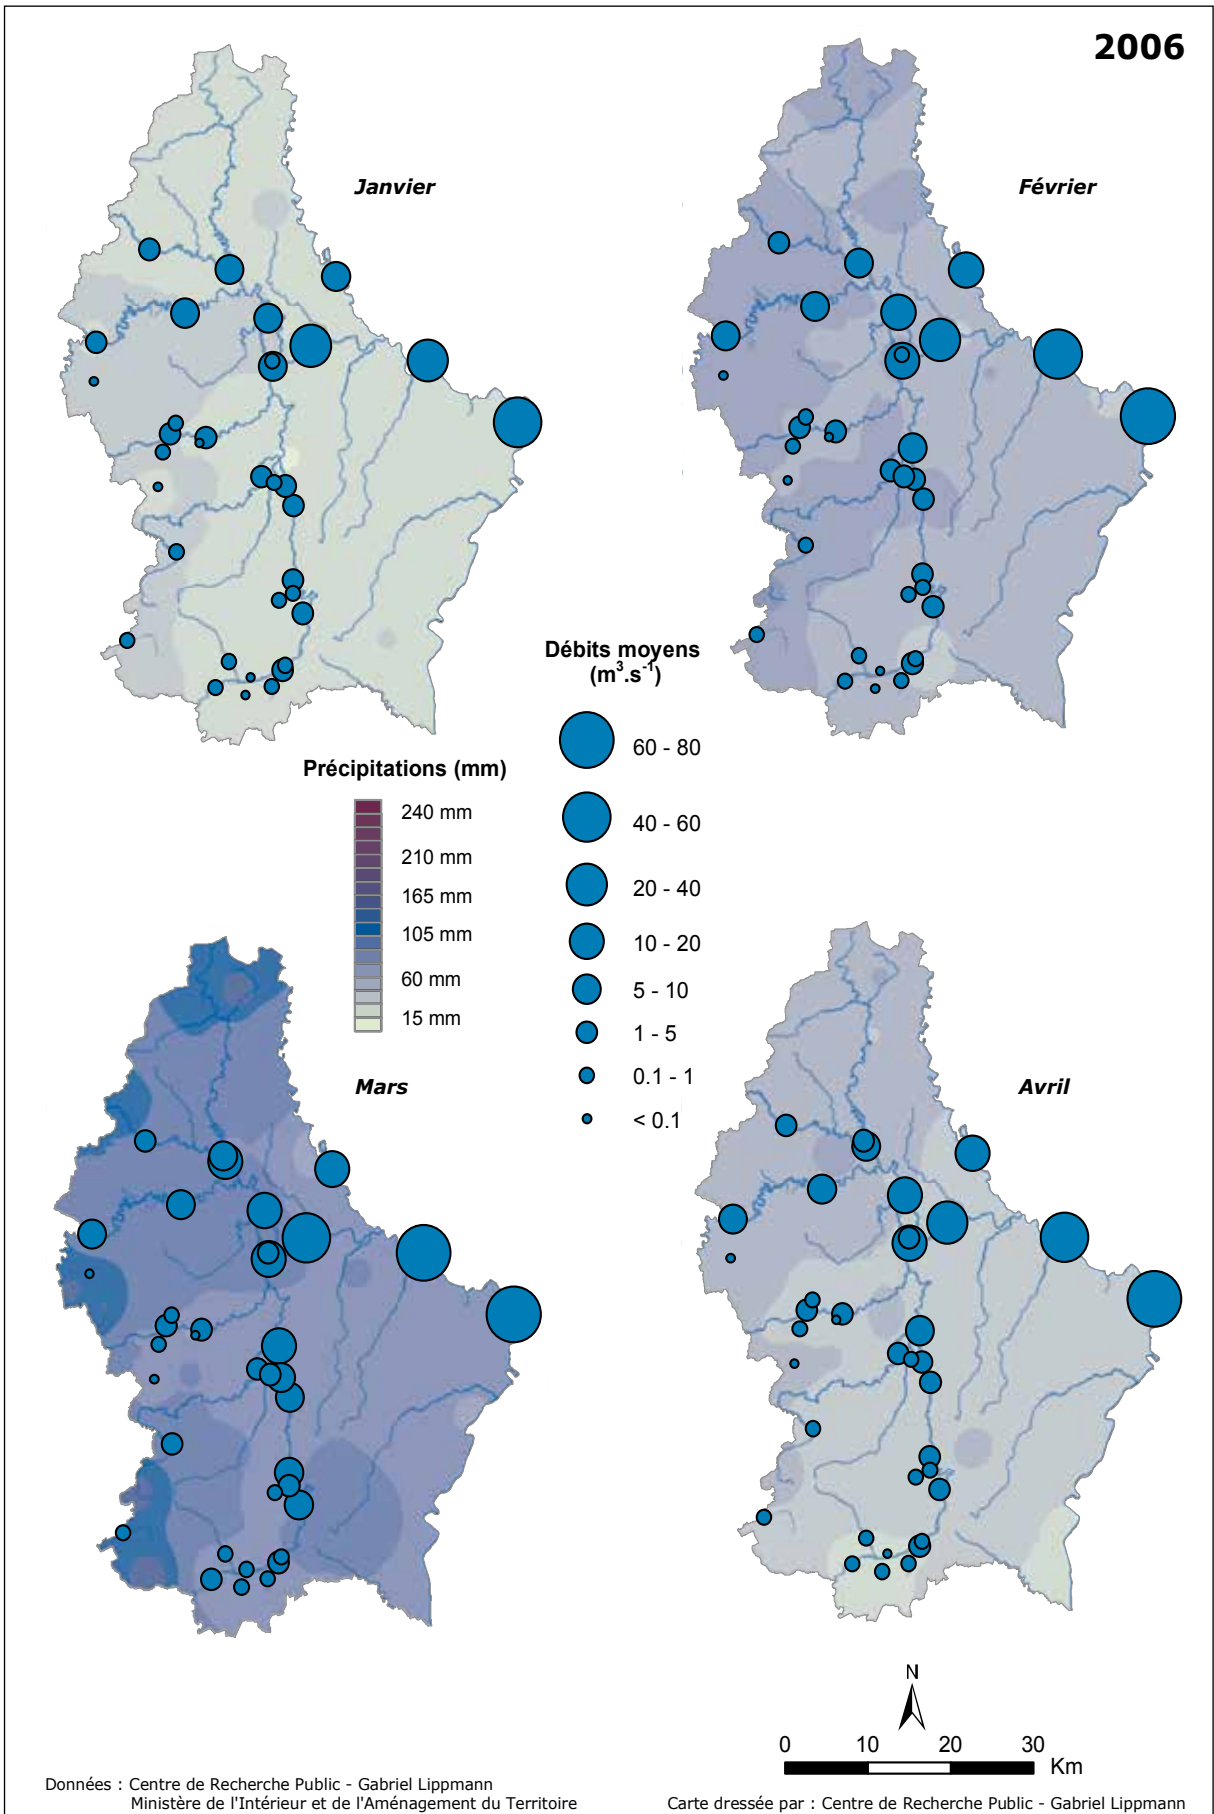 2006
Janvier
Février
Débits moyens
(m³.s⁻¹)
60 - 80
40 - 60
20 - 40
10 - 20
5 - 10
1 - 5
0.1 - 1
< 0.1
Précipitations (mm)
240 mm
210 mm
165 mm
105 mm
60 mm
15 mm
Mars
Avril
N
0 10 20 30
Km
Données : Centre de Recherche Public - Gabriel Lippmann
Ministère de l'Intérieur et de l'Aménagement du Territoire
Carte dressée par : Centre de Recherche Public - Gabriel Lippmann